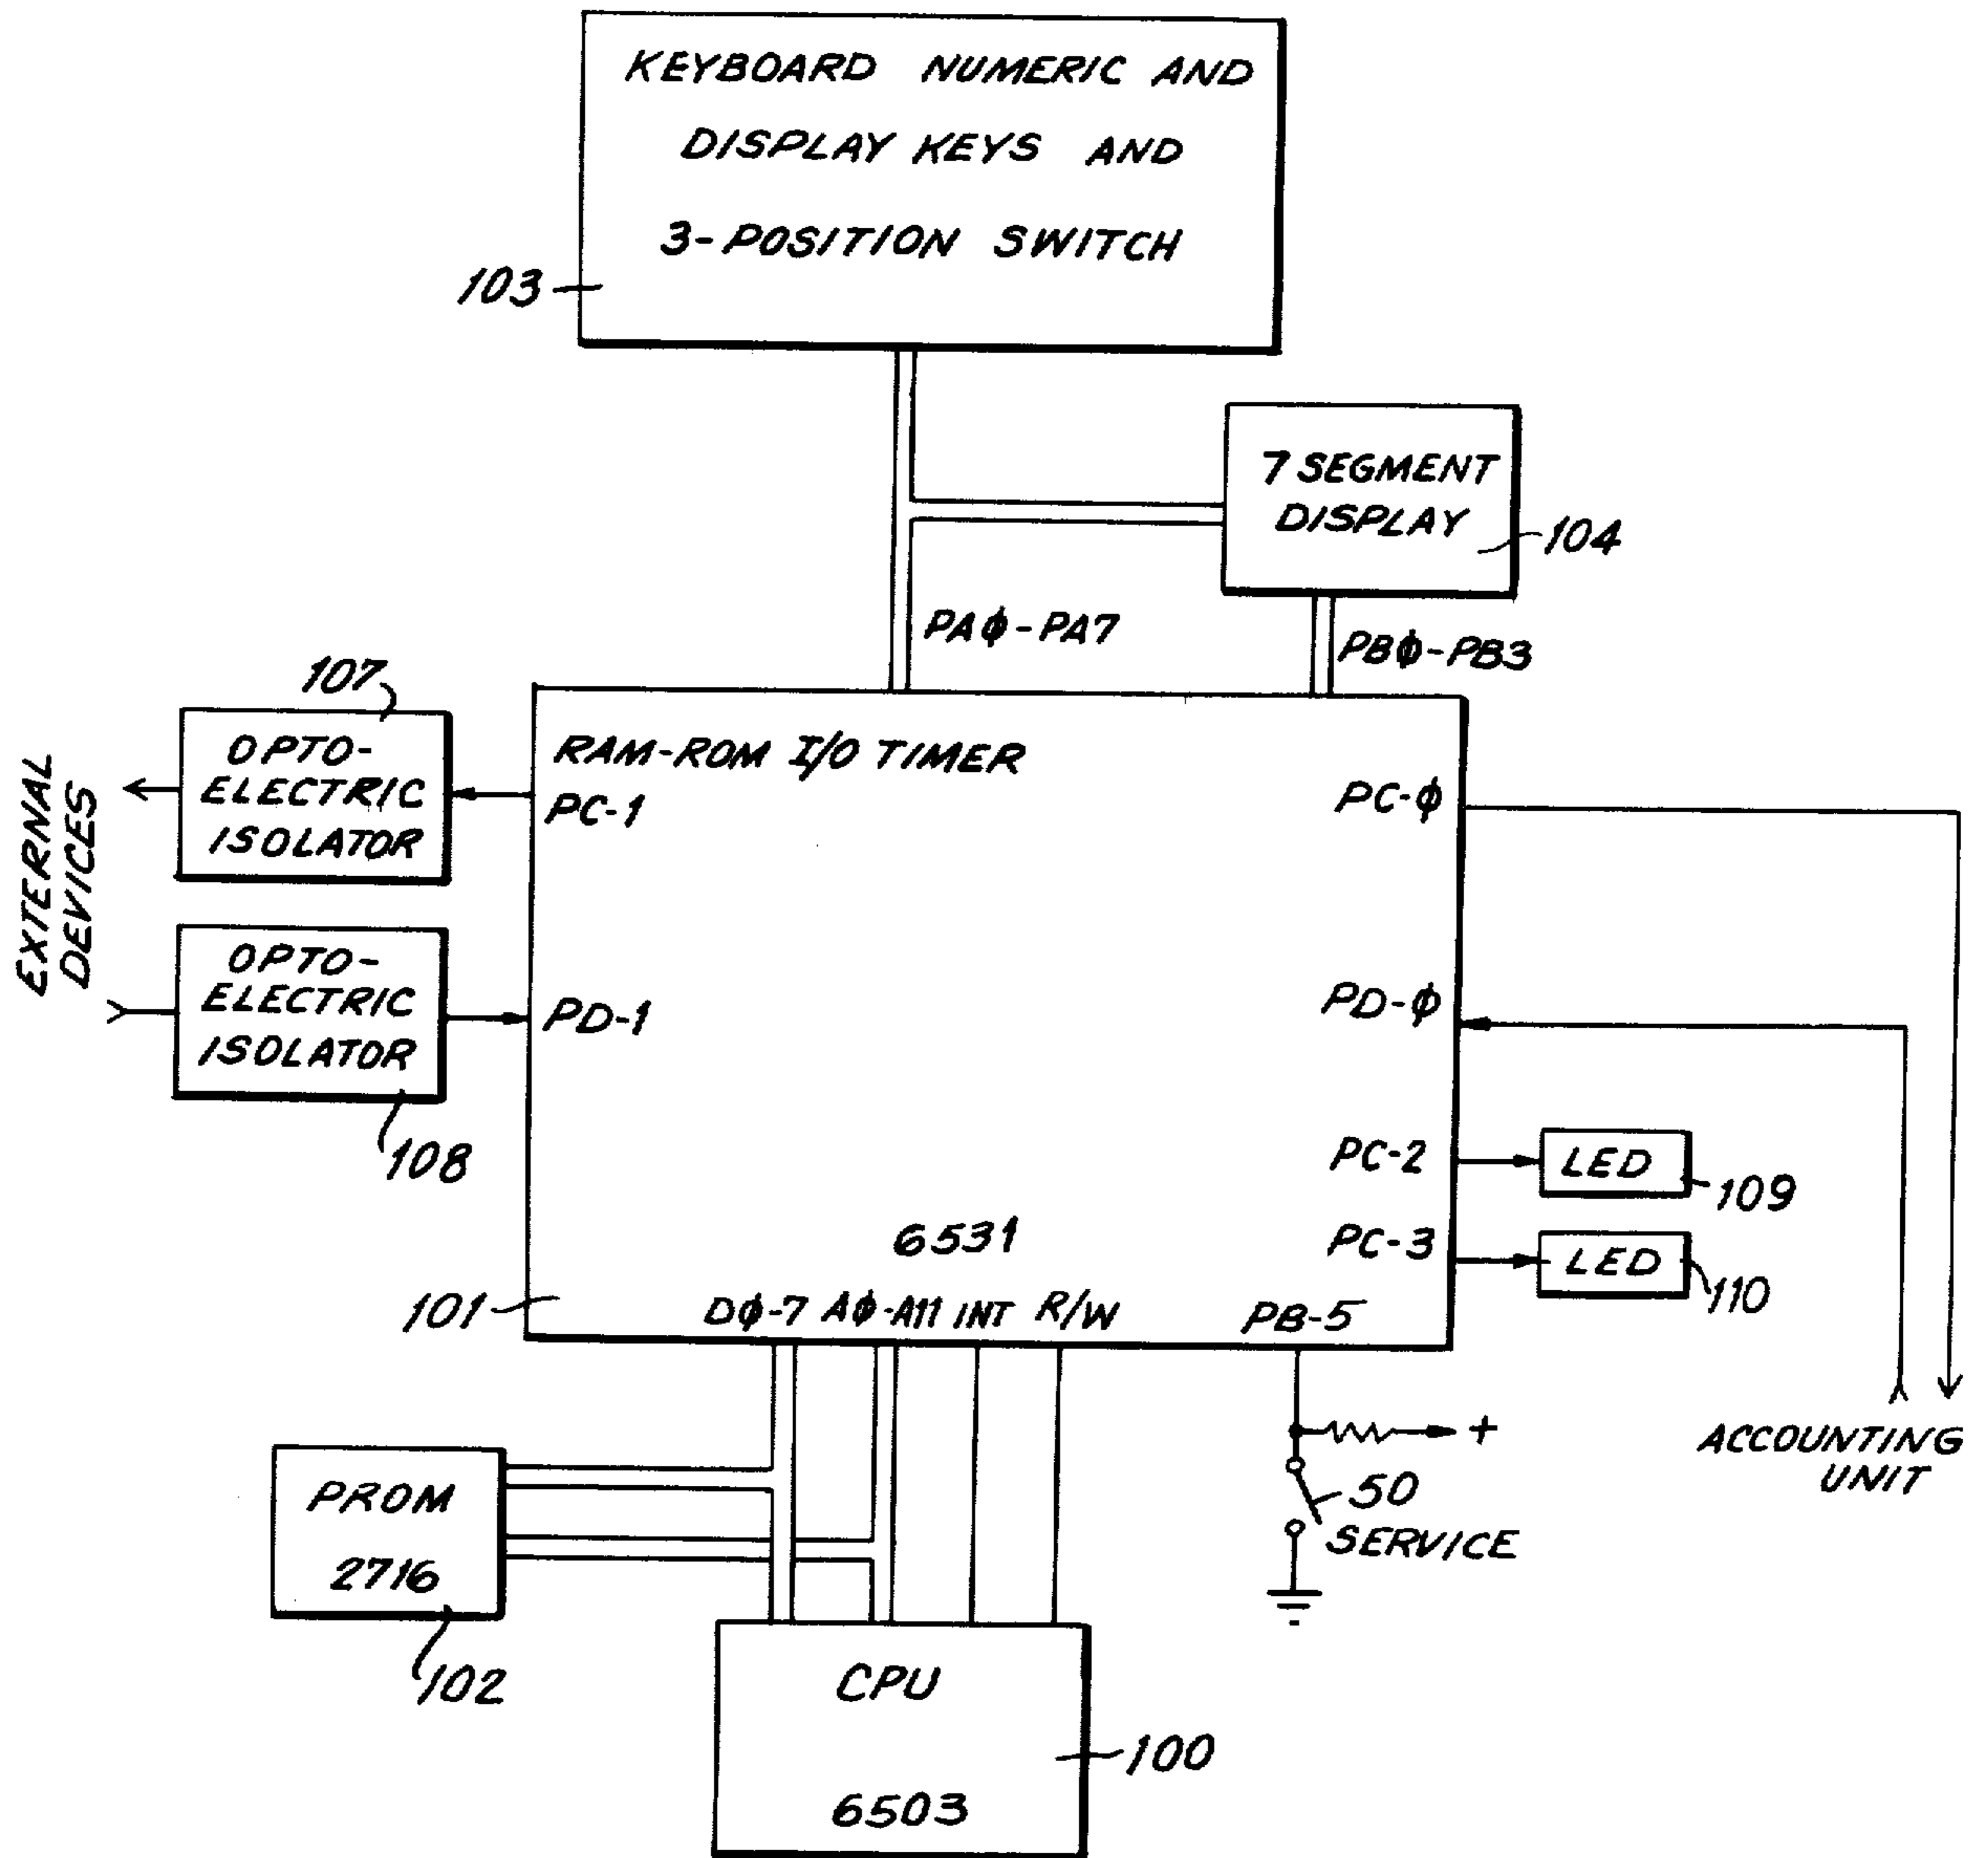 KEYBOARD NUMERIC AND
DISPLAY KEYS AND
3-POSITION SWITCH
103
7 SEGMENT
DISPLAY
104
PAϕ-PA7
PBϕ-PB3
107
OPTO-
ELECTRIC
ISOLATOR
EXTERNAL
DEVICES
OPTO-
ELECTRIC
ISOLATOR
108
RAM-ROM I/O TIMER
PC-1
PC-ϕ
PD-1
PD-ϕ
PC-2
LED
109
PC-3
LED
110
6531
101
Dϕ-7 Aϕ-A11 INT R/W
PB-5
+
50
SERVICE
ACCOUNTING
UNIT
PROM
2716
102
CPU
6503
100